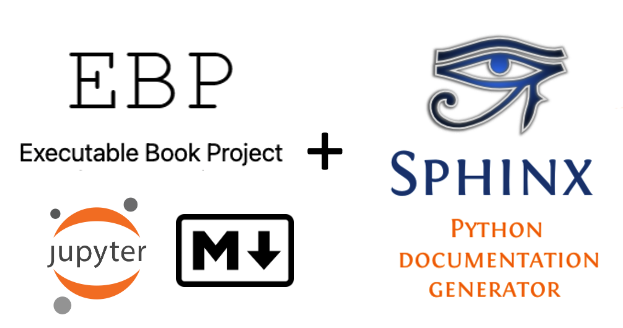 EBP
Executable Book Project
+
SPHINX
PYTHON
DOCUMENTATION
GENERATOR
jupyter
M